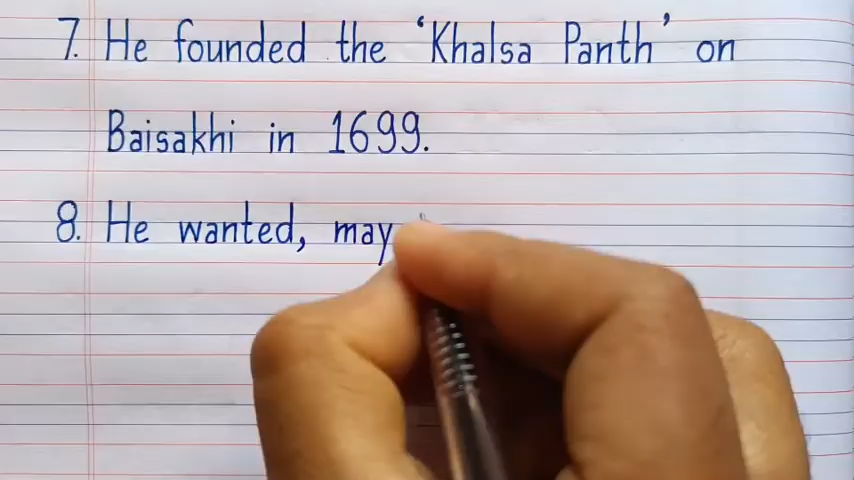 7. He founded the ‘Khalsa Panth’ on
Baisakhi in 1699.
8. He wanted, may